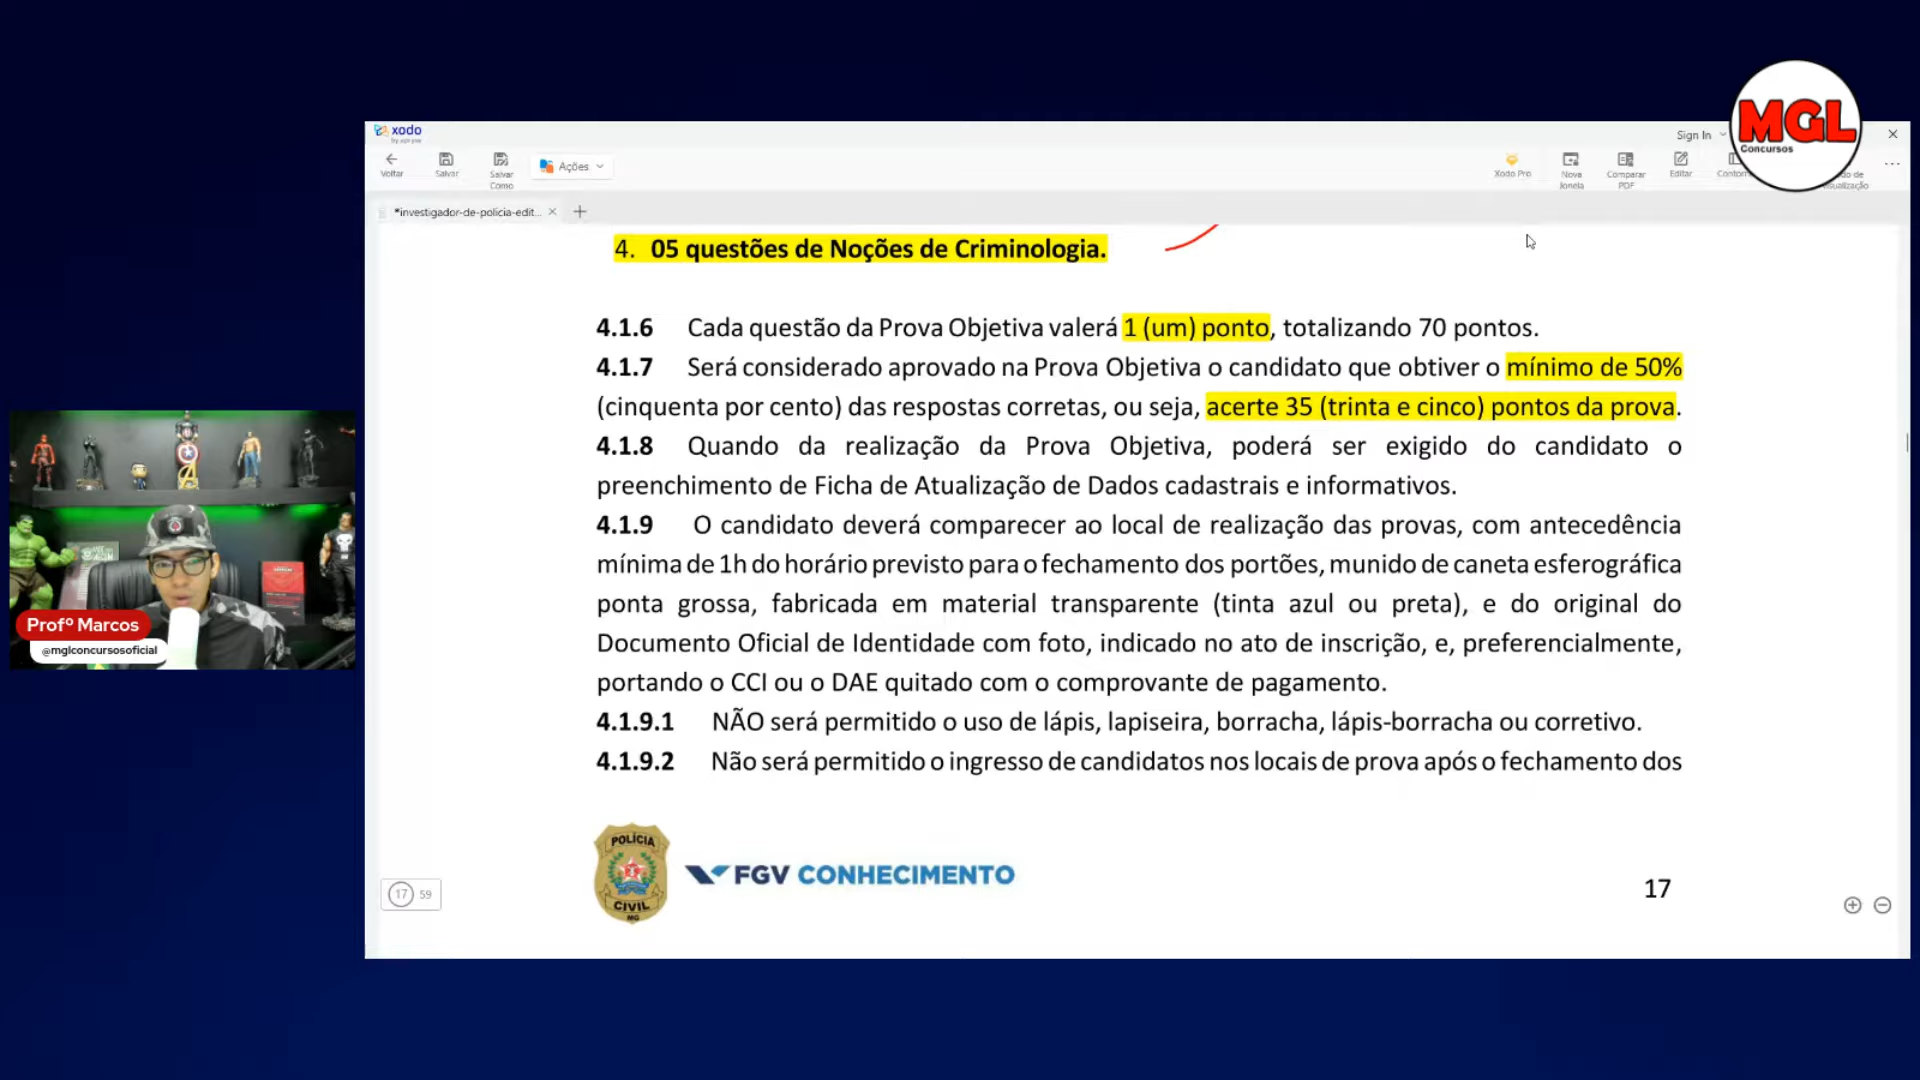 MGL
Concursos
xodo
Sign In
Voltar
Salvar
Salvar Como
Ações
Xodo Pro
Nova Janela
Comparar PDF
Editar
*investigador-de-policia-edit...
4. 05 questões de Noções de Criminologia.
4.1.6 Cada questão da Prova Objetiva valerá 1 (um) ponto, totalizando 70 pontos.
4.1.7 Será considerado aprovado na Prova Objetiva o candidato que obtiver o mínimo de 50%
(cinquenta por cento) das respostas corretas, ou seja, acerte 35 (trinta e cinco) pontos da prova.
4.1.8 Quando da realização da Prova Objetiva, poderá ser exigido do candidato o
preenchimento de Ficha de Atualização de Dados cadastrais e informativos.
4.1.9 O candidato deverá comparecer ao local de realização das provas, com antecedência
mínima de 1h do horário previsto para o fechamento dos portões, munido de caneta esferográfica
ponta grossa, fabricada em material transparente (tinta azul ou preta), e do original do
Documento Oficial de Identidade com foto, indicado no ato de inscrição, e, preferencialmente,
portando o CCI ou o DAE quitado com o comprovante de pagamento.
4.1.9.1 NÃO será permitido o uso de lápis, lapiseira, borracha, lápis-borracha ou corretivo.
4.1.9.2 Não será permitido o ingresso de candidatos nos locais de prova após o fechamento dos
POLÍCIA
CIVIL
MG
FGV CONHECIMENTO
17
17 59
Profº Marcos
@mglconcursosoficial